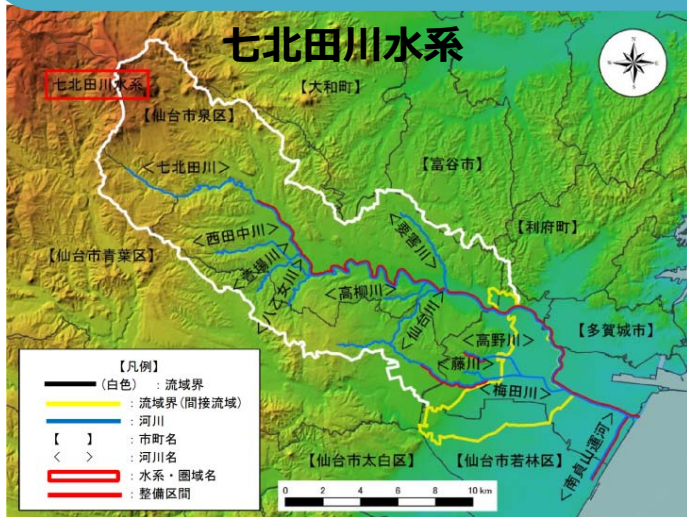 七北田川水系
七北田川水系
【大和町】
【仙台市泉区】
【富谷市】
<七北田川>
【利府町】
<要害川>
<西田中川>
【仙台市青葉区】
<八乙女川>
<高柳川>
<仙台川>
<高野川>
【多賀城市】
<藤川>
<梅田川>
<南貞山運河>
【仙台市太白区】
【仙台市若林区】
【凡例】
(白色) : 流域界
: 流域界(間接流域)
: 河川
【 】 : 市町名
< > : 河川名
: 水系・圏域名
: 整備区間
0 2 4 6 8 10 km
N
E
S
W